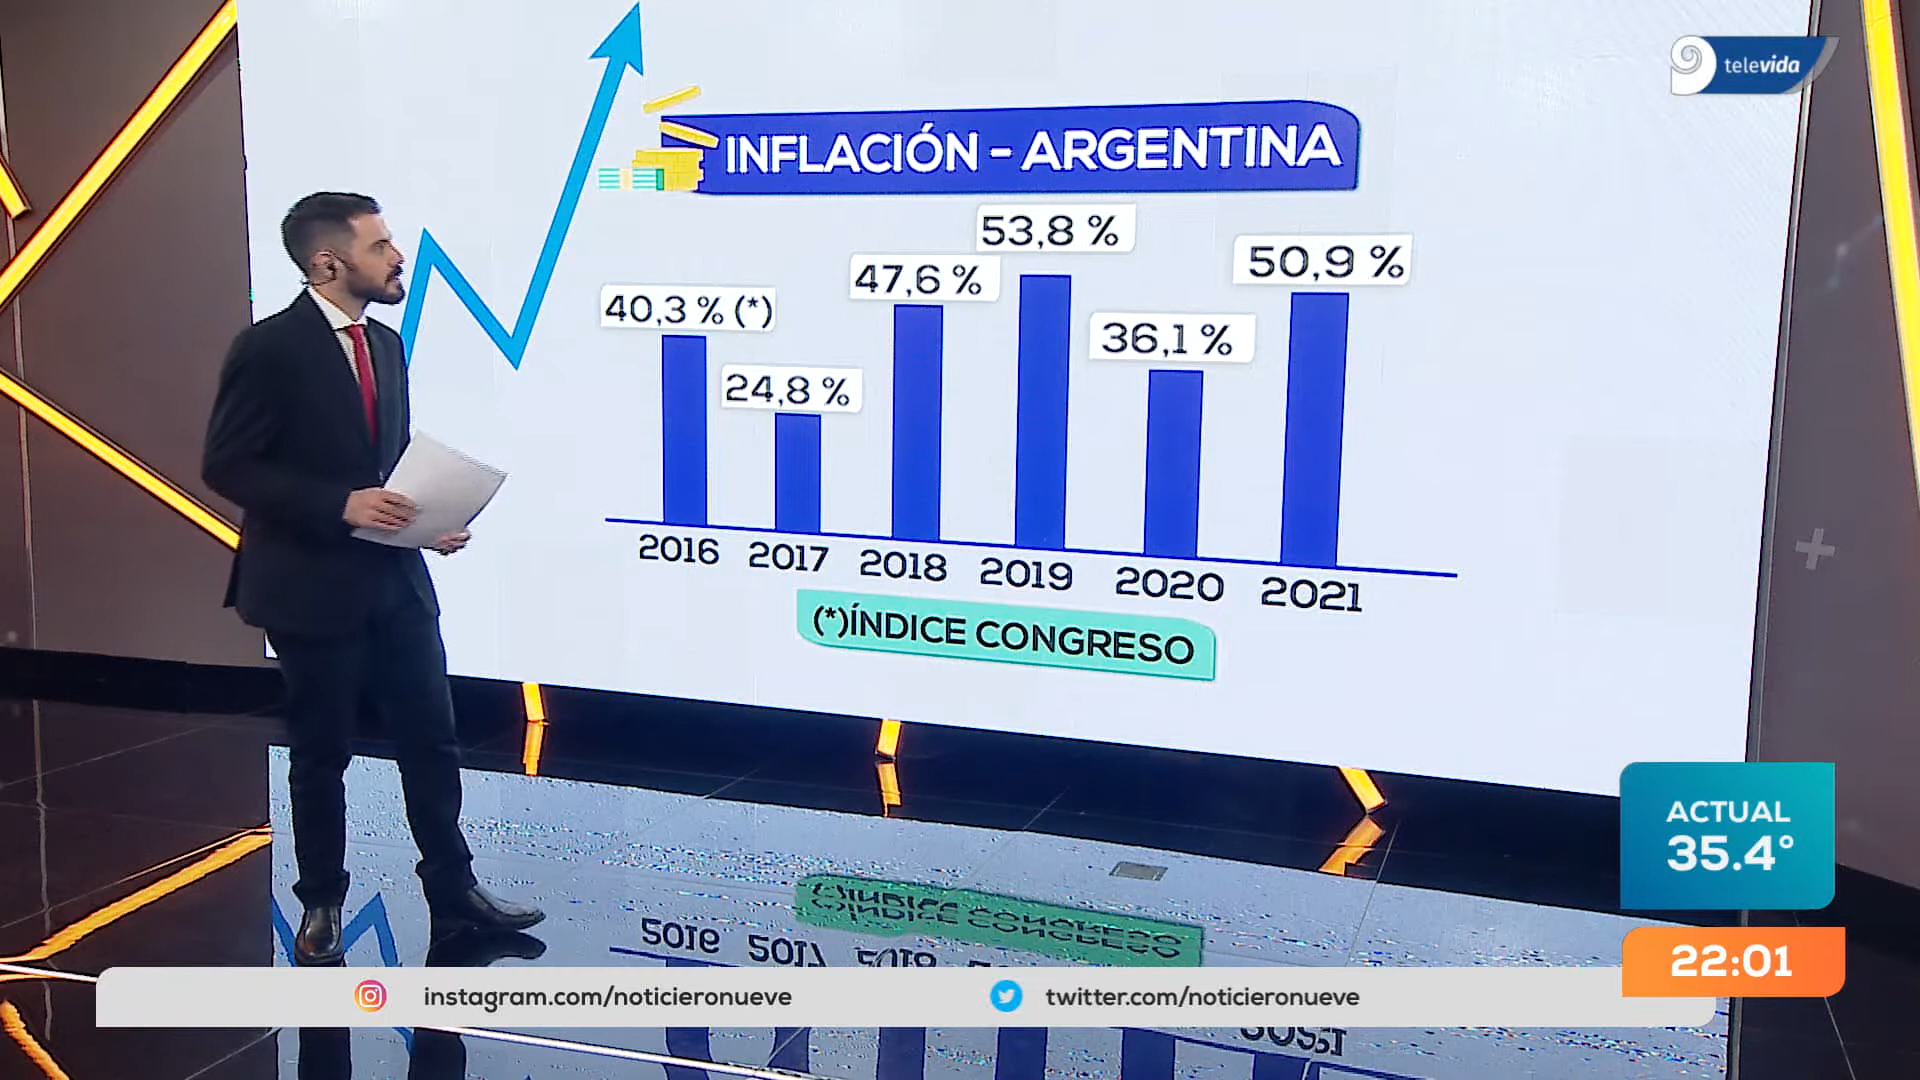 9 televida
INFLACIÓN - ARGENTINA
40,3 % (*)
24,8 %
47,6 %
53,8 %
36,1 %
50,9 %
2016 2017 2018 2019 2020 2021
(*)ÍNDICE CONGRESO
ACTUAL
35.4°
22:01
instagram.com/noticieronueve
twitter.com/noticieronueve